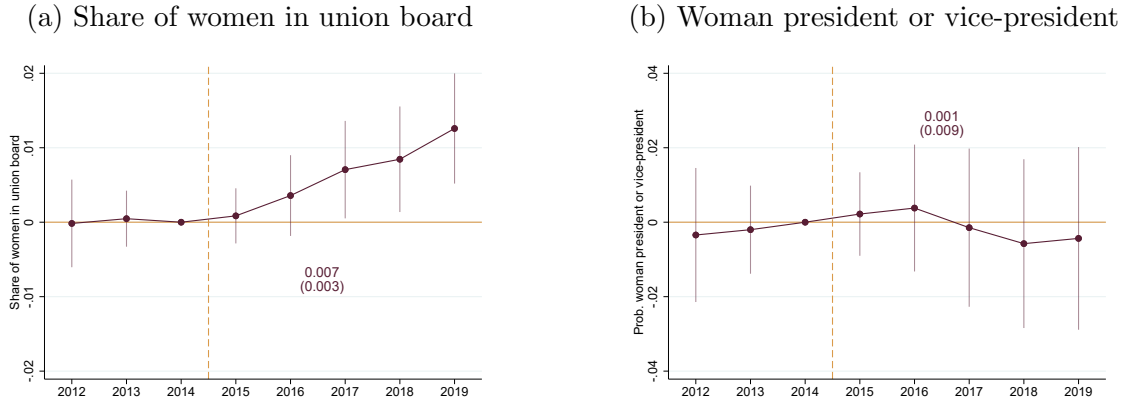 (a) Share of women in union board
Share of women in union board
.02
.01
0
-.01
-.02
0.007
(0.003)
2012 2013 2014 2015 2016 2017 2018 2019
(b) Woman president or vice-president
Prob. woman president or vice-president
.04
.02
0
-.02
-.04
0.001
(0.009)
2012 2013 2014 2015 2016 2017 2018 2019